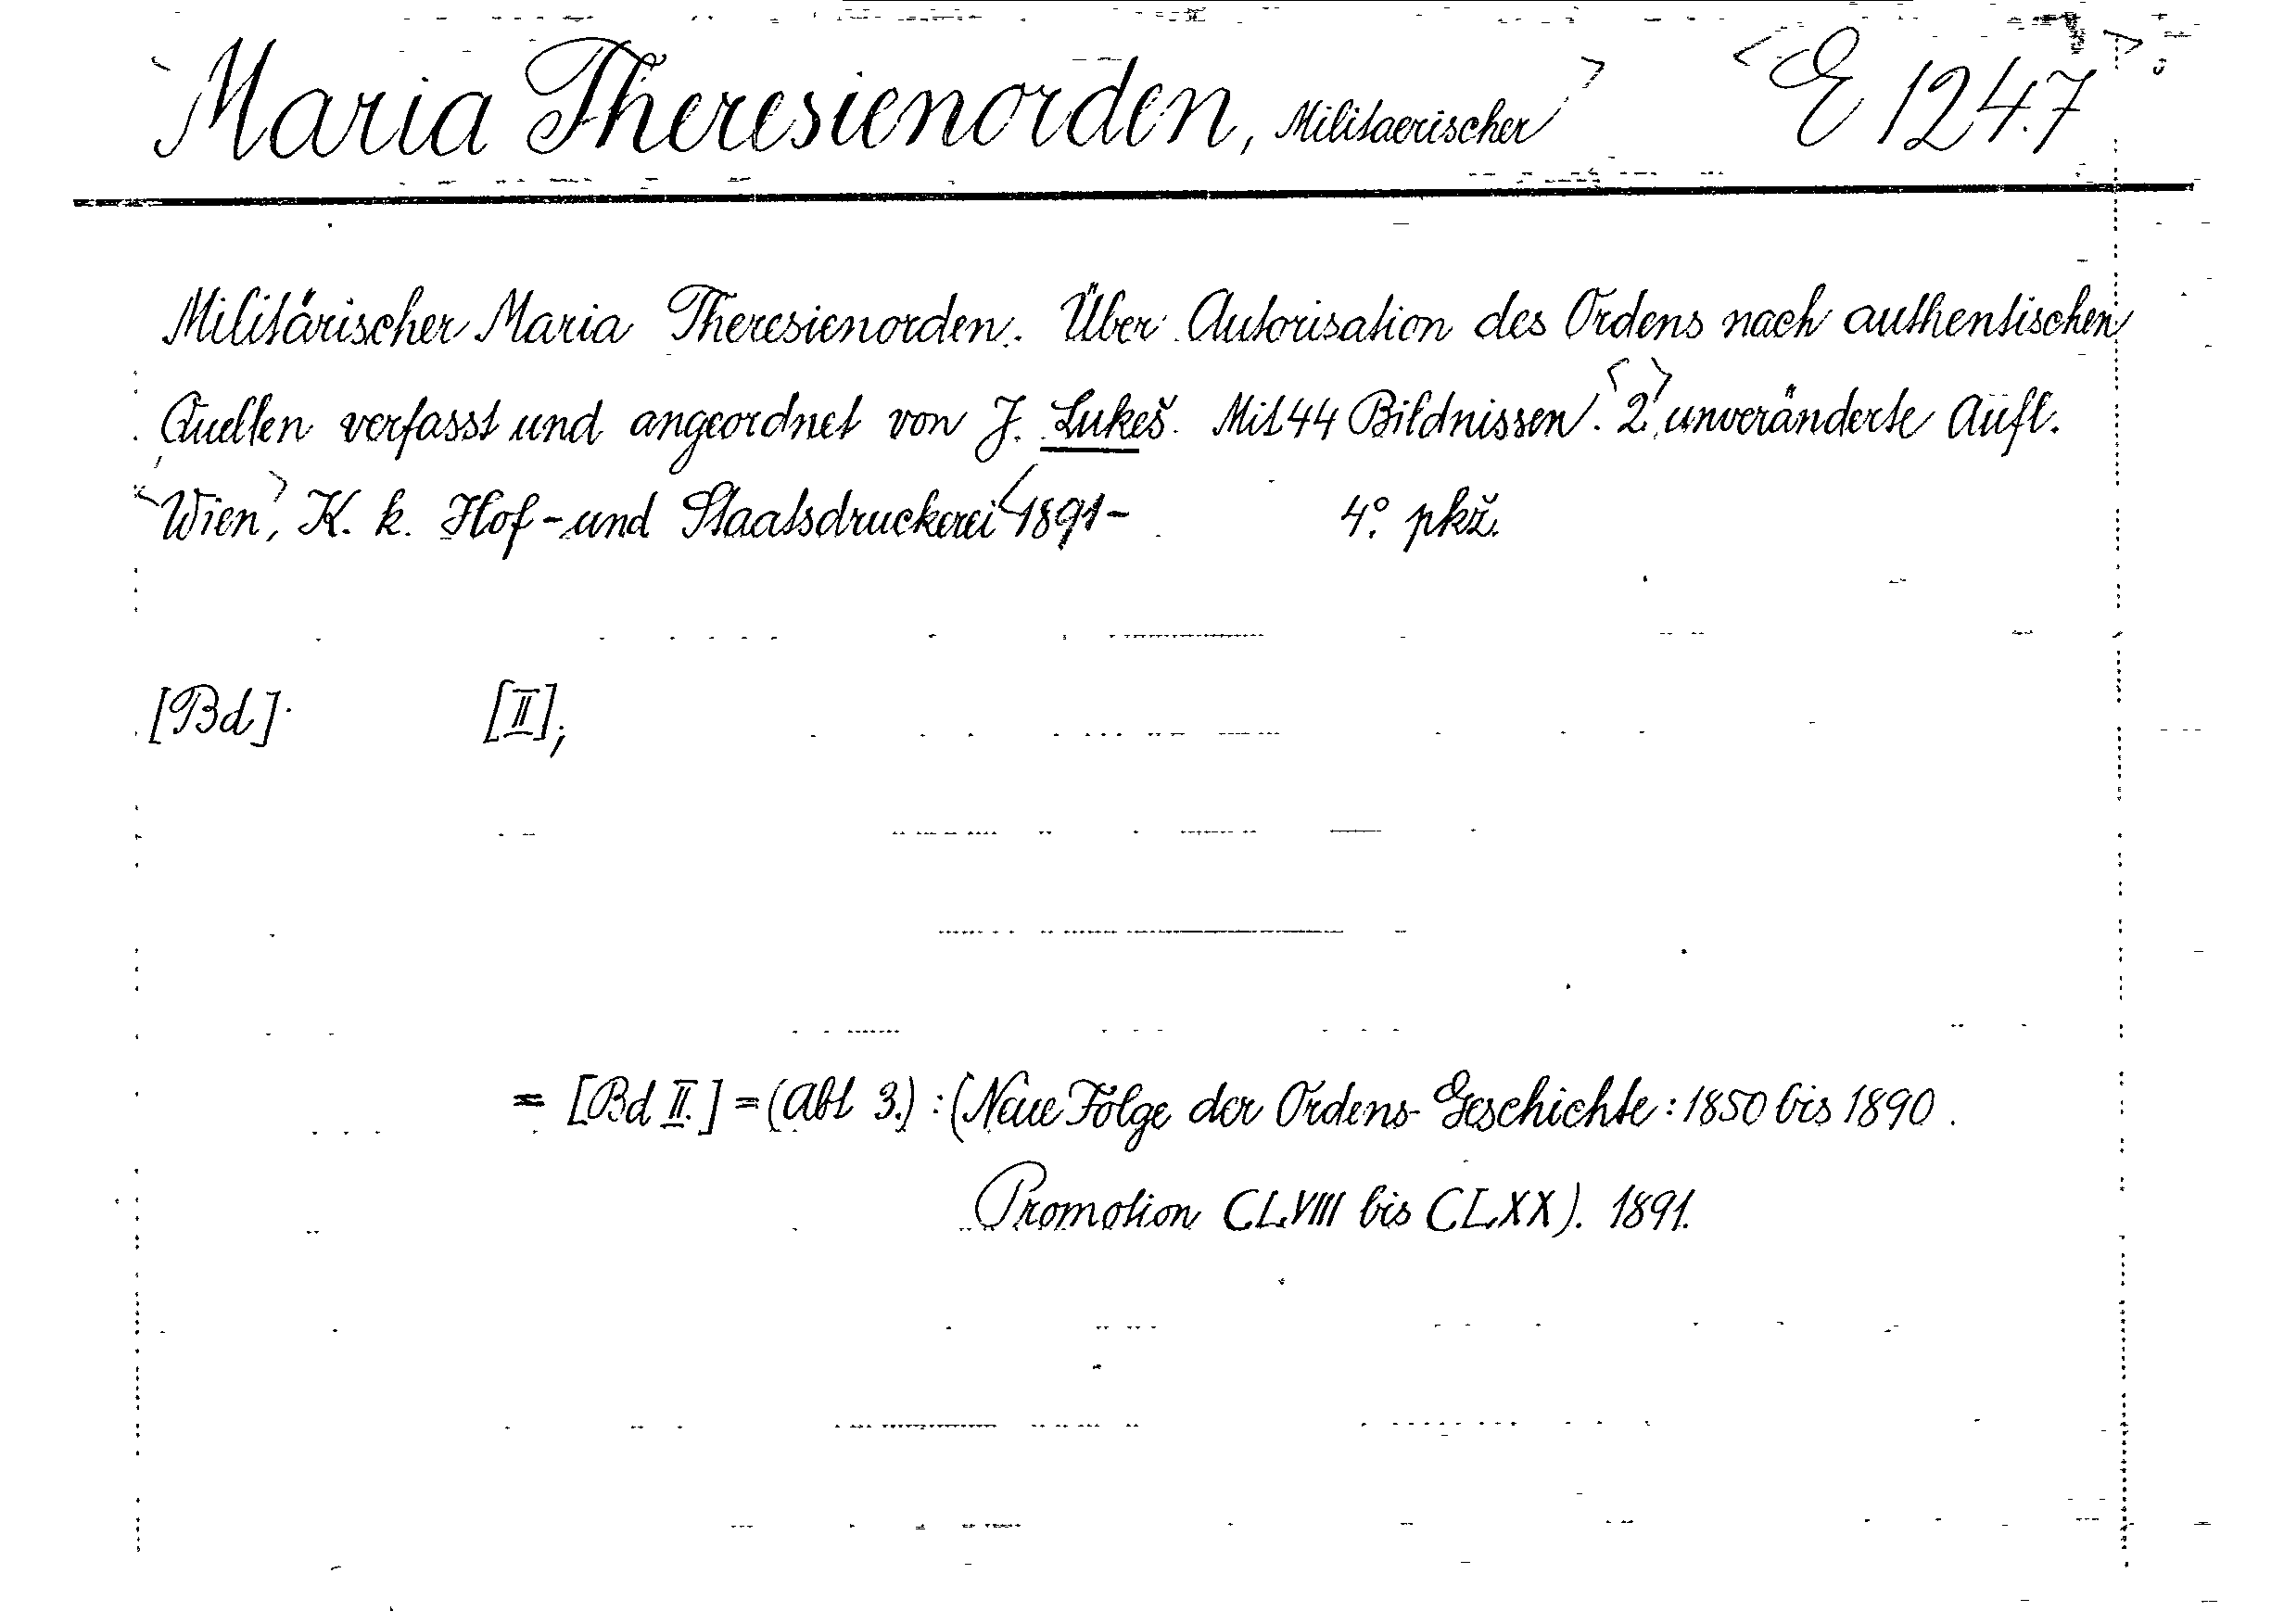 <Maria Theresienorden, Militaerischer> <E 1247>
Militärischer Maria Theresienorden. Über Autorisation des Ordens nach authentischen
Quellen verfasst und angeordnet von J. Lukeš. Mit 44 Bildnissen. <2.> unveränderte Aufl.
<Wien>, K. k. Hof- und Staatsdruckerei <1891- 4° pkž.
[Bd] [II],
= [Bd II.] = (Abt 3.) : (Neue Folge der Ordens-Geschichte : 1850 bis 1890.
Promotion CLVIII bis CLXX). 1891.